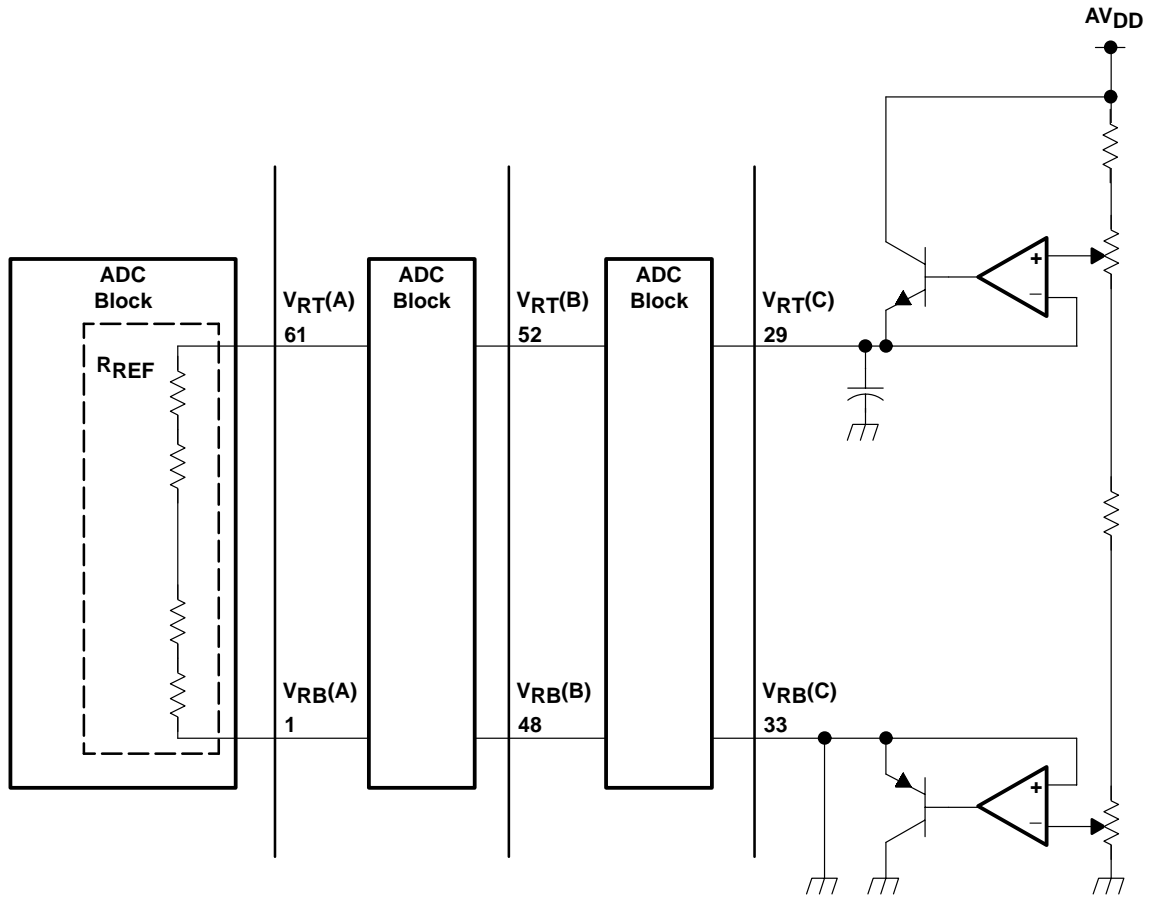 AVDD
ADC
Block
ADC
Block
ADC
Block
VRT(A)
61
VRT(B)
52
VRT(C)
29
RREF
+
–
VRB(A)
1
VRB(B)
48
VRB(C)
33
+
–